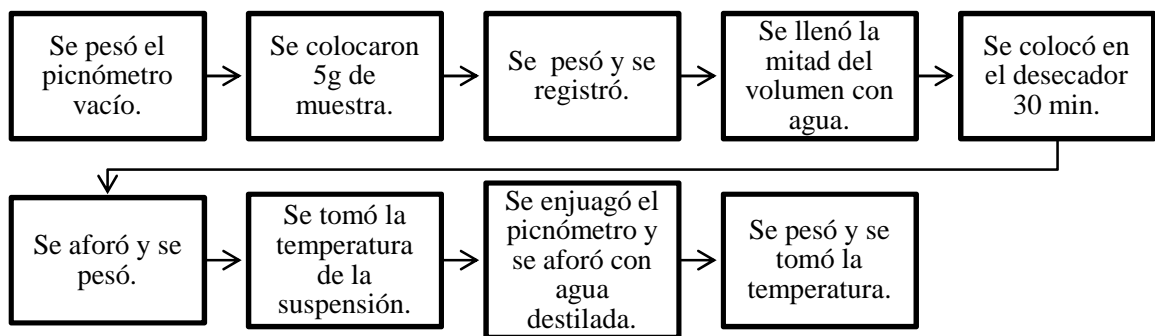 Se pesó el
picnómetro
vacío.
Se colocaron
5g de
muestra.
Se pesó y se
registró.
Se llenó la
mitad del
volumen con
agua.
Se colocó en
el desecador
30 min.
Se aforó y se
pesó.
Se tomó la
temperatura
de la
suspensión.
Se enjuagó el
picnómetro y
se aforó con
agua
destilada.
Se pesó y se
tomó la
temperatura.